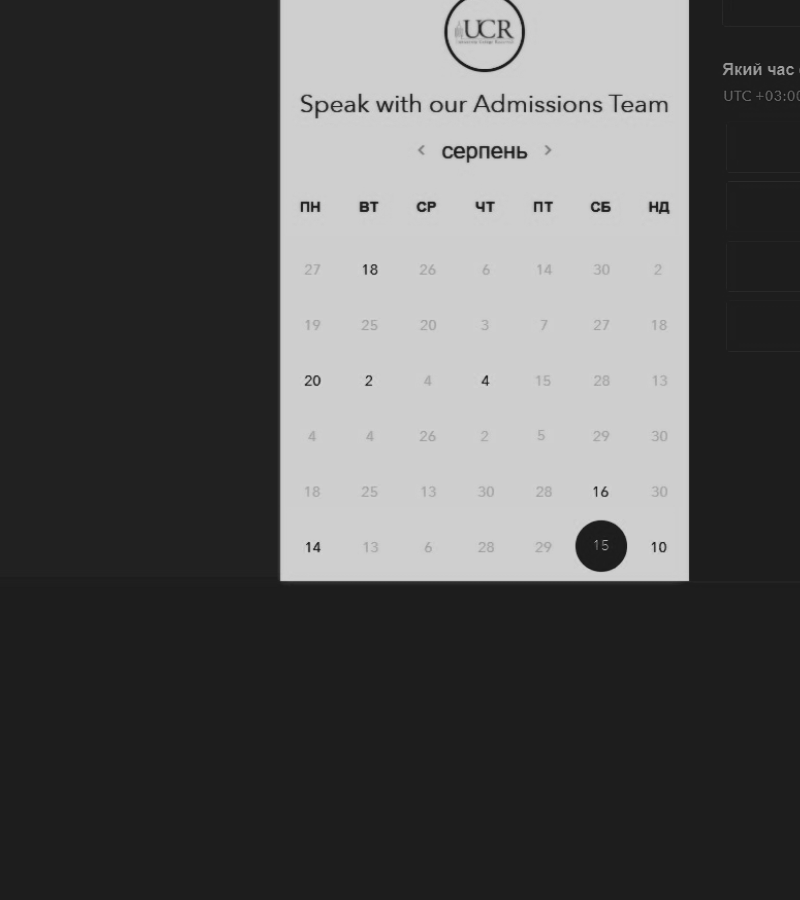 UCR
Speak with our Admissions Team
< серпень >
ПН ВТ СР ЧТ ПТ СБ НД
27 18 26 6 14 30 2
19 25 20 3 7 27 18
20 2 4 4 15 28 13
4 4 26 2 5 29 30
18 25 13 30 28 16 30
14 13 6 28 29 15 10
Який час
UTC +03:00